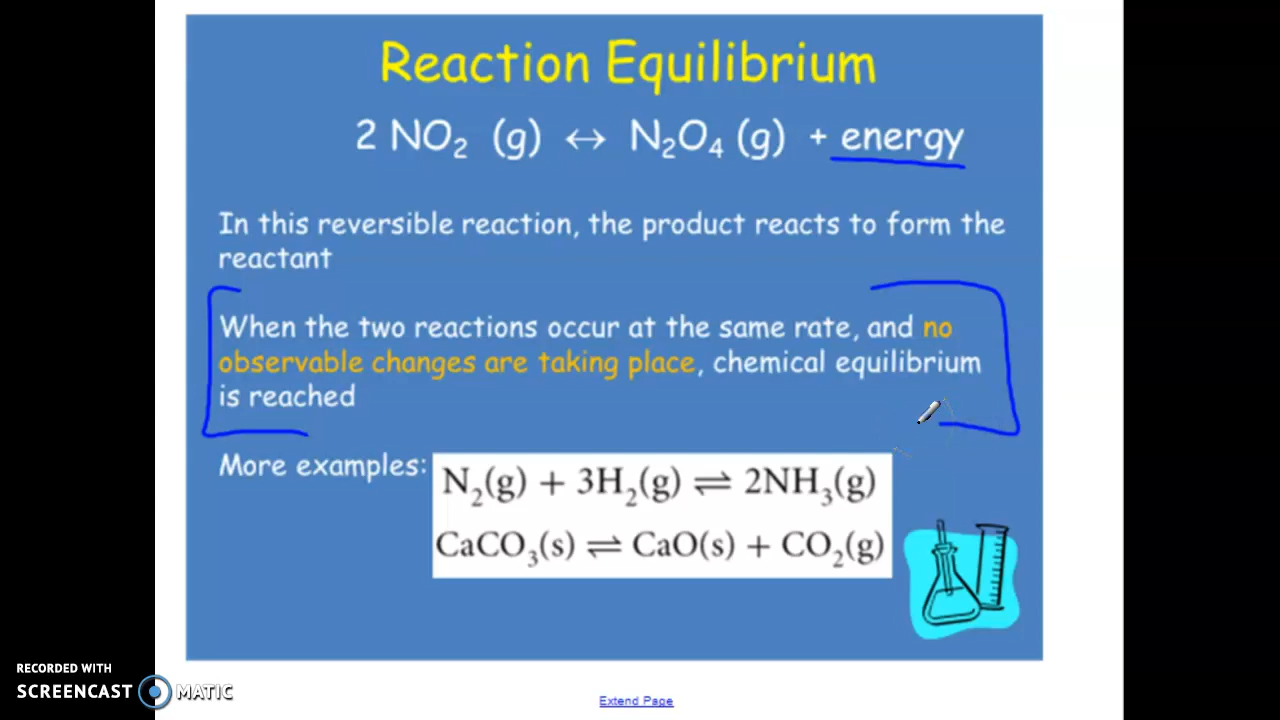 Reaction Equilibrium
2 NO₂ (g) ↔ N₂O₄ (g) + energy
In this reversible reaction, the product reacts to form the
reactant
When the two reactions occur at the same rate, and no
observable changes are taking place, chemical equilibrium
is reached
More examples:
N₂(g) + 3H₂(g) ⇌ 2NH₃(g)
CaCO₃(s) ⇌ CaO(s) + CO₂(g)
RECORDED WITH
SCREENCAST MATIC
Extend Page